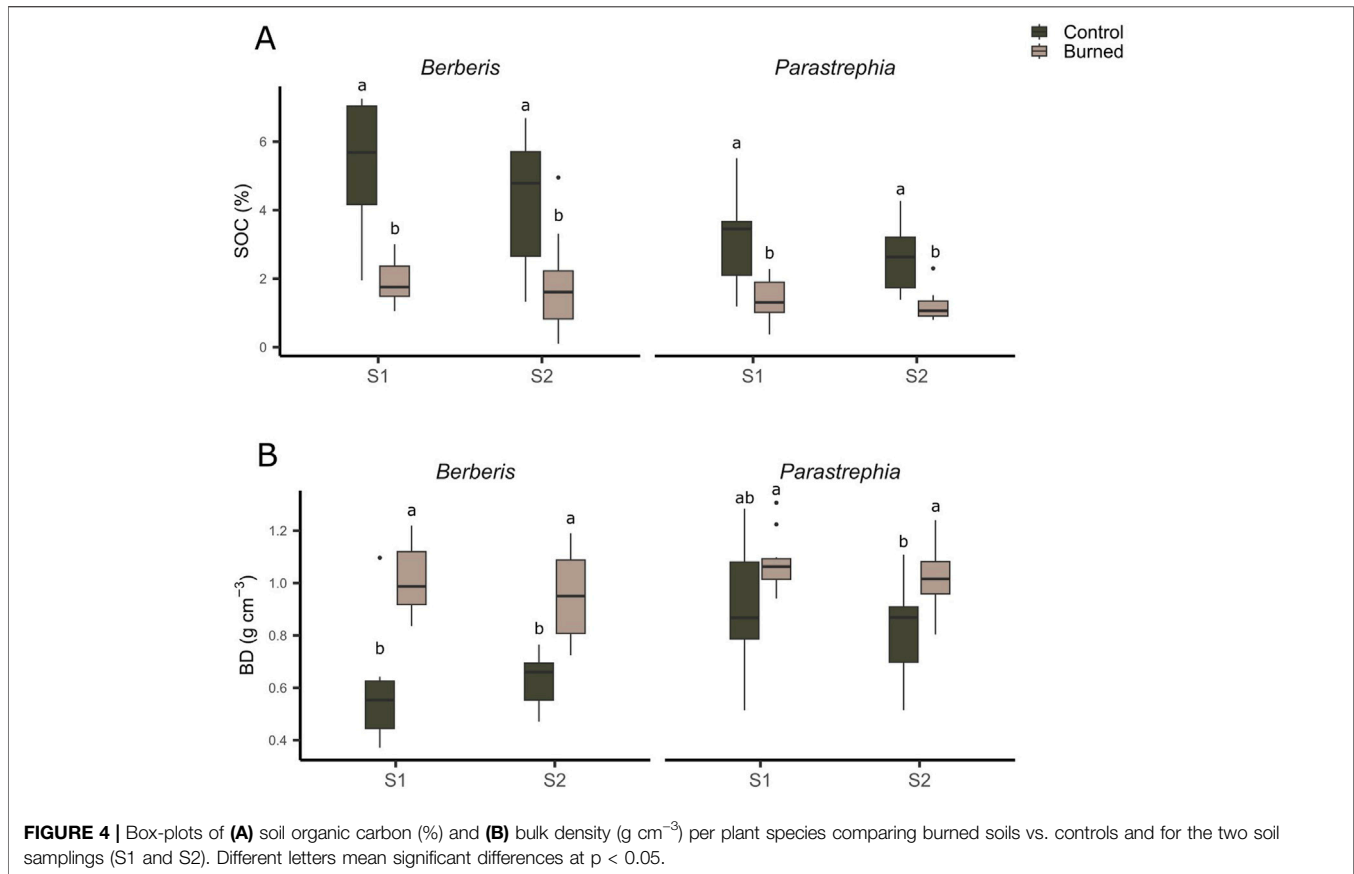 A
Control
Burned
Berberis
Parastrephia
a
b
a
b
a
b
a
b
SOC (%)
6
4
2
0
S1
S2
S1
S2
B
Berberis
Parastrephia
b
a
b
a
ab
a
b
a
BD (g cm⁻³)
1.2
1.0
0.8
0.6
0.4
S1
S2
S1
S2
FIGURE 4 | Box-plots of (A) soil organic carbon (%) and (B) bulk density (g cm⁻³) per plant species comparing burned soils vs. controls and for the two soil
samplings (S1 and S2). Different letters mean significant differences at p < 0.05.